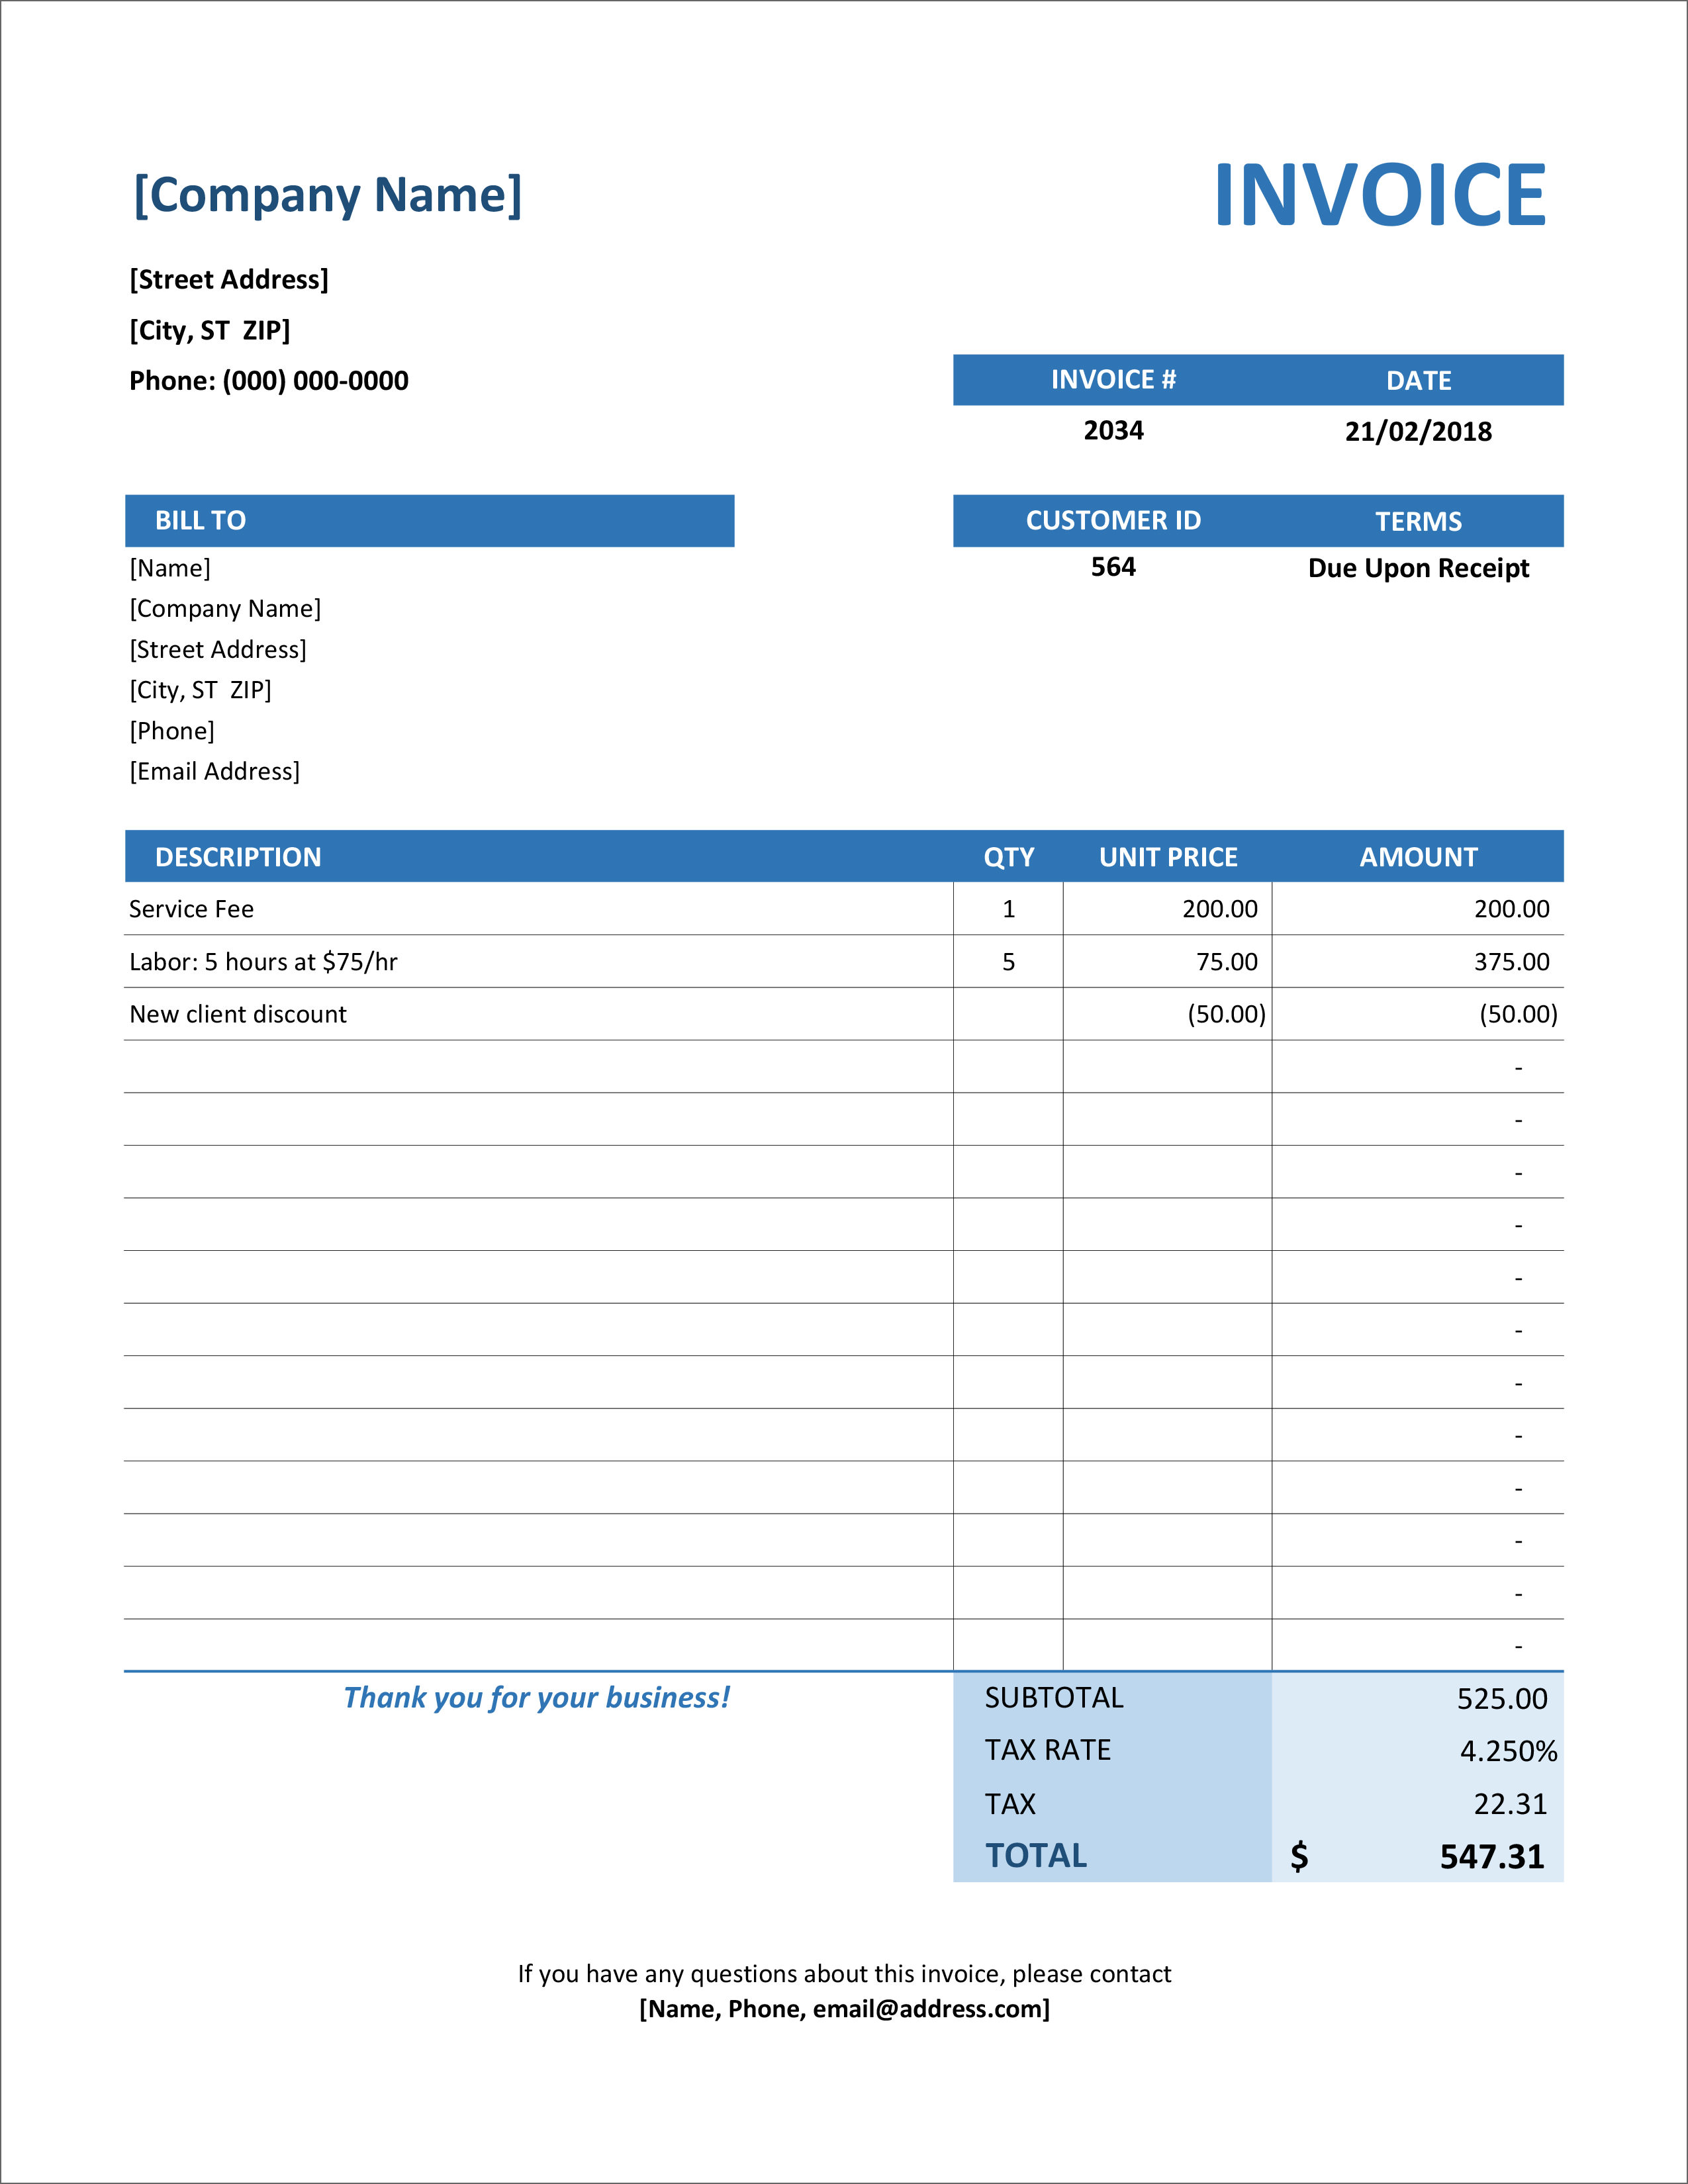 [Company Name]
INVOICE
[Street Address]
[City, ST  ZIP]
Phone: (000) 000-0000
INVOICE # DATE
2034 21/02/2018
BILL TO
CUSTOMER ID TERMS
564 Due Upon Receipt
[Name]
[Company Name]
[Street Address]
[City, ST  ZIP]
[Phone]
[Email Address]
DESCRIPTION QTY UNIT PRICE AMOUNT
Service Fee 1 200.00 200.00
Labor: 5 hours at $75/hr 5 75.00 375.00
New client discount (50.00) (50.00)
-
-
-
-
-
-
-
-
-
-
-
-
Thank you for your business!
SUBTOTAL 525.00
TAX RATE 4.250%
TAX 22.31
TOTAL $ 547.31
If you have any questions about this invoice, please contact
[Name, Phone, email@address.com]